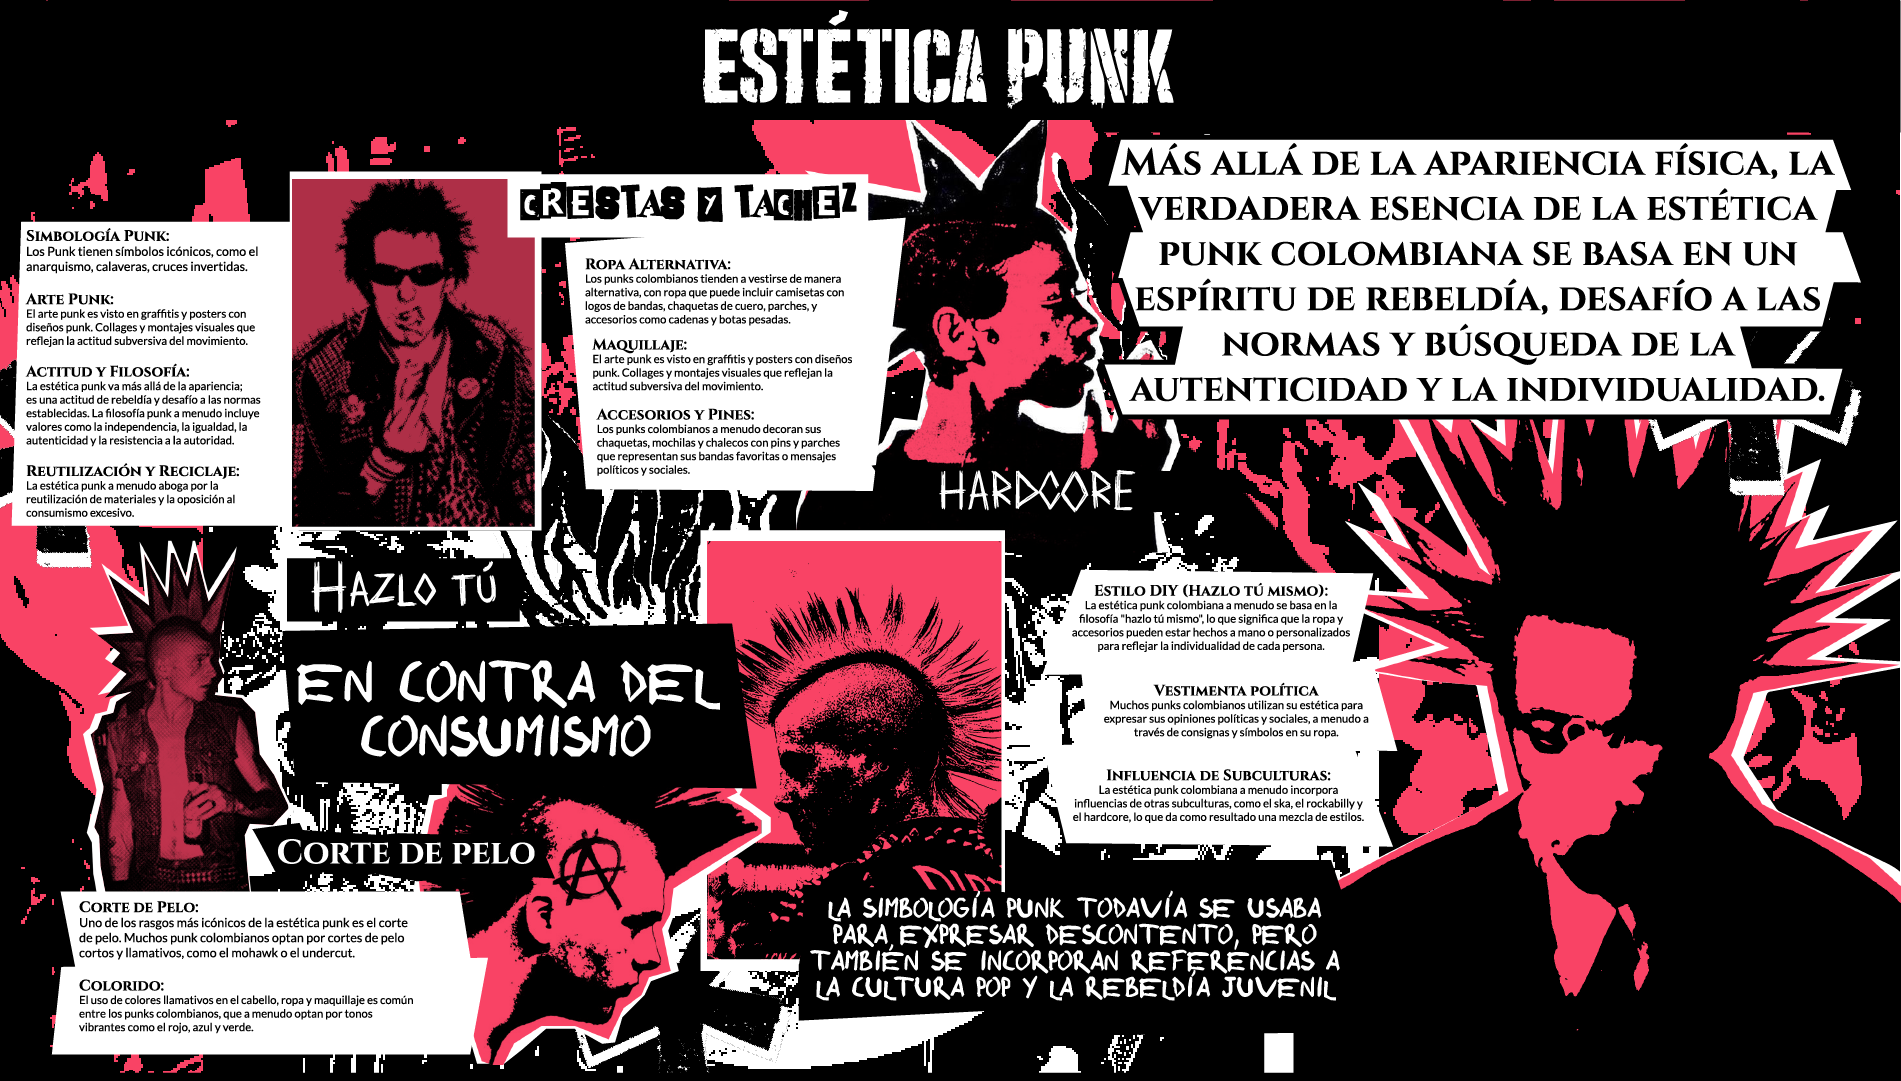 ESTÉTICA PUNK
MÁS ALLÁ DE LA APARIENCIA FÍSICA, LA
VERDADERA ESENCIA DE LA ESTÉTICA
PUNK COLOMBIANA SE BASA EN UN
ESPÍRITU DE REBELDÍA, DESAFÍO A LAS
NORMAS Y BÚSQUEDA DE LA
AUTENTICIDAD Y LA INDIVIDUALIDAD.
CRESTAS Y TACHEZ
SIMBOLOGÍA PUNK:
Los Punk tienen símbolos icónicos, como el
anarquismo, calaveras, cruces invertidas.
ARTE PUNK:
El arte punk es visto en graffitis y posters con
diseños punk. Collages y montajes visuales que
reflejan la actitud subversiva del movimiento.
ACTITUD Y FILOSOFÍA:
La estética punk va más allá de la apariencia;
es una actitud de rebeldía y desafío a las normas
establecidas. La filosofía punk a menudo incluye
valores como la independencia, la igualdad, la
autenticidad y la resistencia a la autoridad.
REUTILIZACIÓN Y RECICLAJE:
La estética punk a menudo aboga por la
reutilización de materiales y la oposición al
consumismo excesivo.
ROPA ALTERNATIVA:
Los punks colombianos tienden a vestirse de manera
alternativa, con ropa que puede incluir camisetas con
logos de bandas, chaquetas de cuero, parches, y
accesorios como cadenas y botas pesadas.
MAQUILLAJE:
El arte punk es visto en graffitis y posters con diseños
punk. Collages y montajes visuales que reflejan la
actitud subversiva del movimiento.
ACCESORIOS Y PINES:
Los punks colombianos a menudo decoran sus
chaquetas, mochilas y chalecos con pins y parches
que representan sus bandas favoritas o mensajes
políticos y sociales.
HARDCORE
HAZLO TÚ
EN CONTRA DEL
CONSUMISMO
ESTILO DIY (HAZLO TÚ MISMO):
La estética punk colombiana a menudo se basa en la
filosofía "hazlo tú mismo", lo que significa que la ropa y
accesorios pueden estar hechos a mano o personalizados
para reflejar la individualidad de cada persona.
VESTIMENTA POLÍTICA
Muchos punks colombianos utilizan su estética para
expresar sus opiniones políticas y sociales, a menudo a
través de consignas y símbolos en su ropa.
INFLUENCIA DE SUBCULTURAS:
La estética punk colombiana a menudo incorpora
influencias de otras subculturas, como el ska, el rockabilly y
el hardcore, lo que da como resultado una mezcla de estilos.
CORTE DE PELO
CORTE DE PELO:
Uno de los rasgos más icónicos de la estética punk es el corte
de pelo. Muchos punk colombianos optan por cortes de pelo
cortos y llamativos, como el mohawk o el undercut.
COLORIDO:
El uso de colores llamativos en el cabello, ropa y maquillaje es común
entre los punks colombianos, que a menudo optan por tonos
vibrantes como el rojo, azul y verde.
LA SIMBOLOGÍA PUNK TODAVÍA SE USABA
PARA EXPRESAR DESCONTENTO, PERO
TAMBIÉN SE INCORPORAN REFERENCIAS A
LA CULTURA POP Y LA REBELDÍA JUVENIL